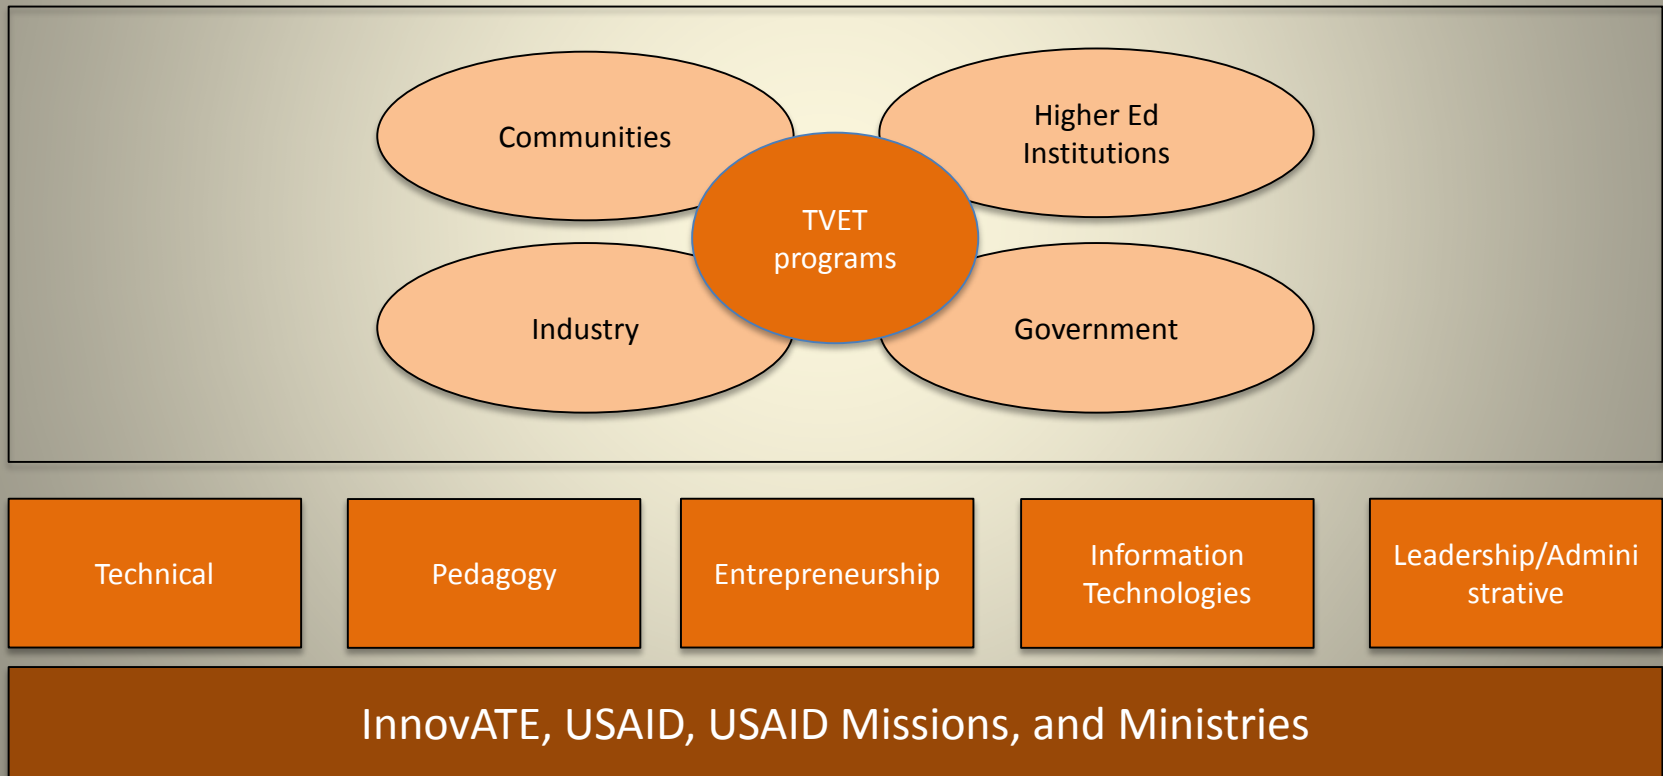 Communities
Higher Ed
Institutions
TVET
programs
Industry
Government
Technical
Pedagogy
Entrepreneurship
Information
Technologies
Leadership/Admini
strative
InnovATE, USAID, USAID Missions, and Ministries